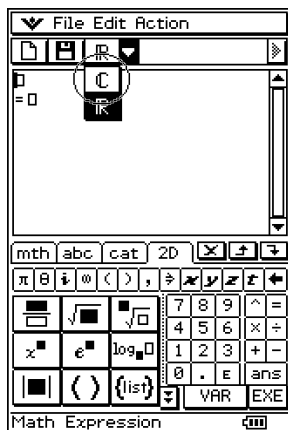 File Edit Action
ℝ
ℂ
ℝ
=
mth abc cat 2D
π θ i ∞ ( ) , ⇒ x y z t ←
√■ ■√□ 7 8 9 ^ =
4 5 6 × ÷
x■ e■ log■□ 1 2 3 + −
|■| ( ) {list} 0 . E ans
VAR EXE
Math Expression